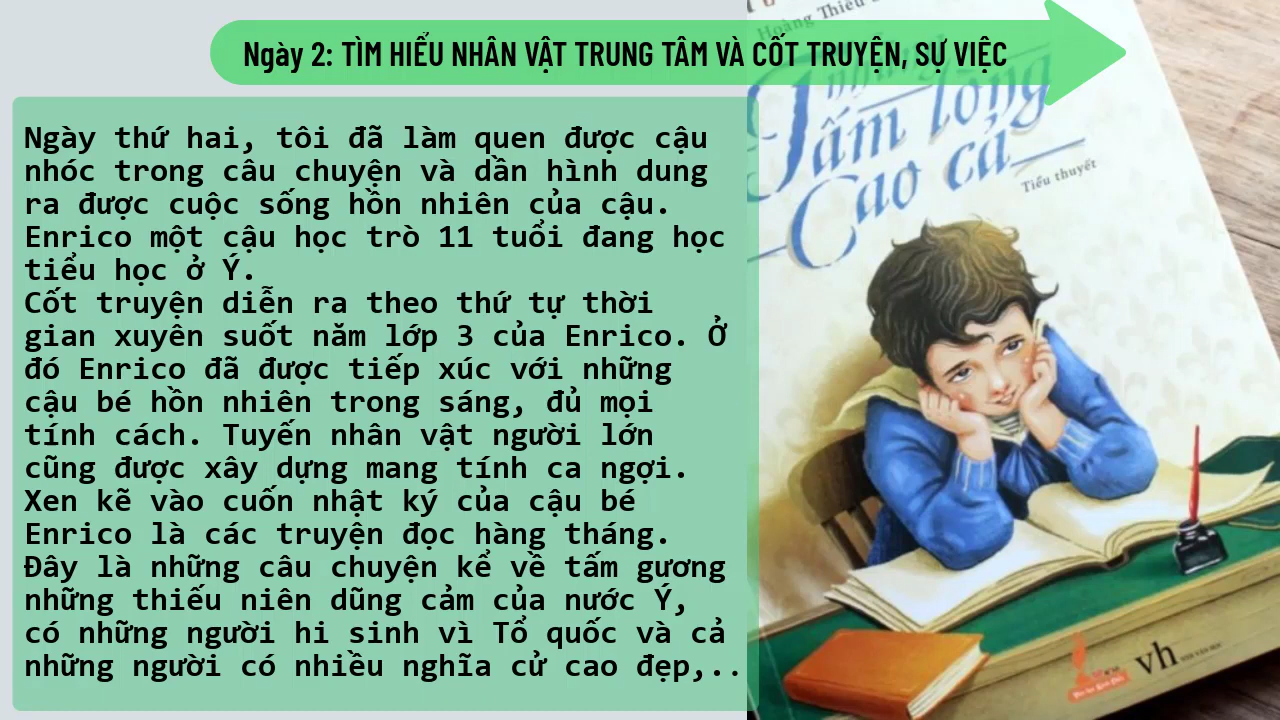 Ngày 2: TÌM HIỂU NHÂN VẬT TRUNG TÂM VÀ CỐT TRUYỆN, SỰ VIỆC
Ngày thứ hai, tôi đã làm quen được cậu
nhóc trong câu chuyện và dần hình dung
ra được cuộc sống hồn nhiên của cậu.
Enrico một cậu học trò 11 tuổi đang học
tiểu học ở Ý.
Cốt truyện diễn ra theo thứ tự thời
gian xuyên suốt năm lớp 3 của Enrico. Ở
đó Enrico đã được tiếp xúc với những
cậu bé hồn nhiên trong sáng, đủ mọi
tính cách. Tuyến nhân vật người lớn
cũng được xây dựng mang tính ca ngợi.
Xen kẽ vào cuốn nhật ký của cậu bé
Enrico là các truyện đọc hàng tháng.
Đây là những câu chuyện kể về tấm gương
những thiếu niên dũng cảm của nước Ý,
có những người hi sinh vì Tổ quốc và cả
những người có nhiều nghĩa cử cao đẹp,..
Hoàng Thiếu
những
Tấm lòng
Cao cả
Tiểu thuyết
vh